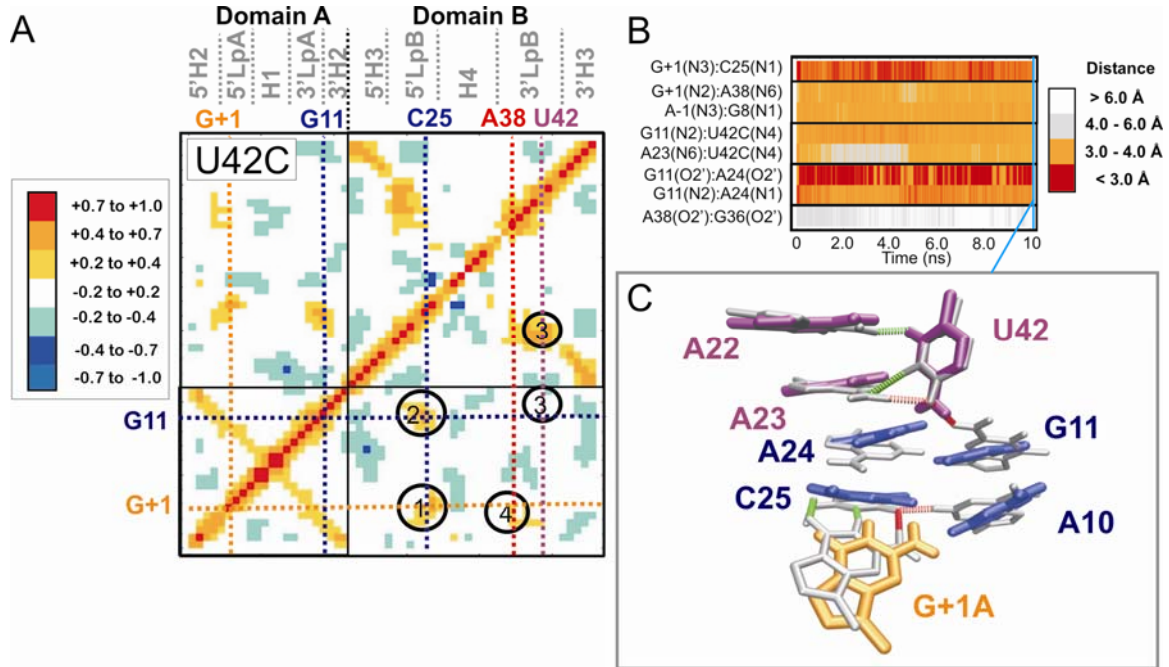 A
Domain A
Domain B
5'H2
5'LpA
H1
3'LpA
3'H2
5'H3
5'LpB
H4
3'LpB
3'H3
G+1
G11
C25
A38
U42
U42C
+0.7 to +1.0
+0.4 to +0.7
+0.2 to +0.4
-0.2 to +0.2
-0.2 to -0.4
-0.4 to -0.7
-0.7 to -1.0
G11
G+1
3
2
3
1
4
B
G+1(N3):C25(N1)
G+1(N2):A38(N6)
A-1(N3):G8(N1)
G11(N2):U42C(N4)
A23(N6):U42C(N4)
G11(O2'):A24(O2')
G11(N2):A24(N1)
A38(O2'):G36(O2')
0 2.0 4.0 6.0 8.0 10
Time (ns)
Distance
> 6.0 Å
4.0 - 6.0 Å
3.0 - 4.0 Å
< 3.0 Å
C
A22
U42
A23
A24
G11
C25
A10
G+1A